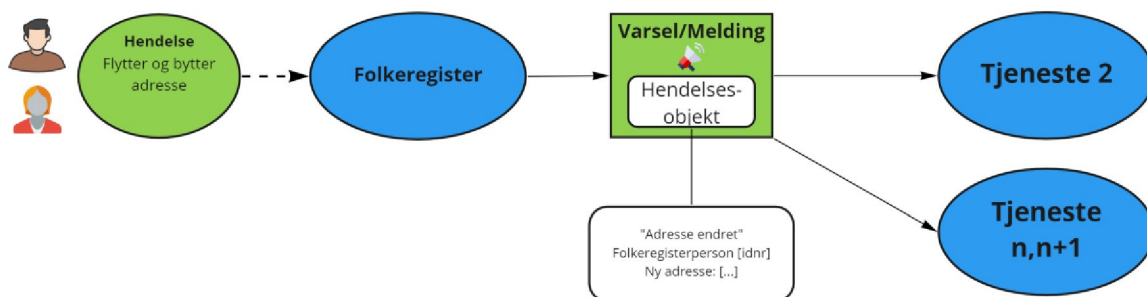 Hendelse
Flytter og bytter
adresse
Folkeregister
Varsel/Melding
Hendelses-
objekt
Tjeneste 2
Tjeneste
n,n+1
"Adresse endret"
Folkeregisterperson [idnr]
Ny adresse: [...]